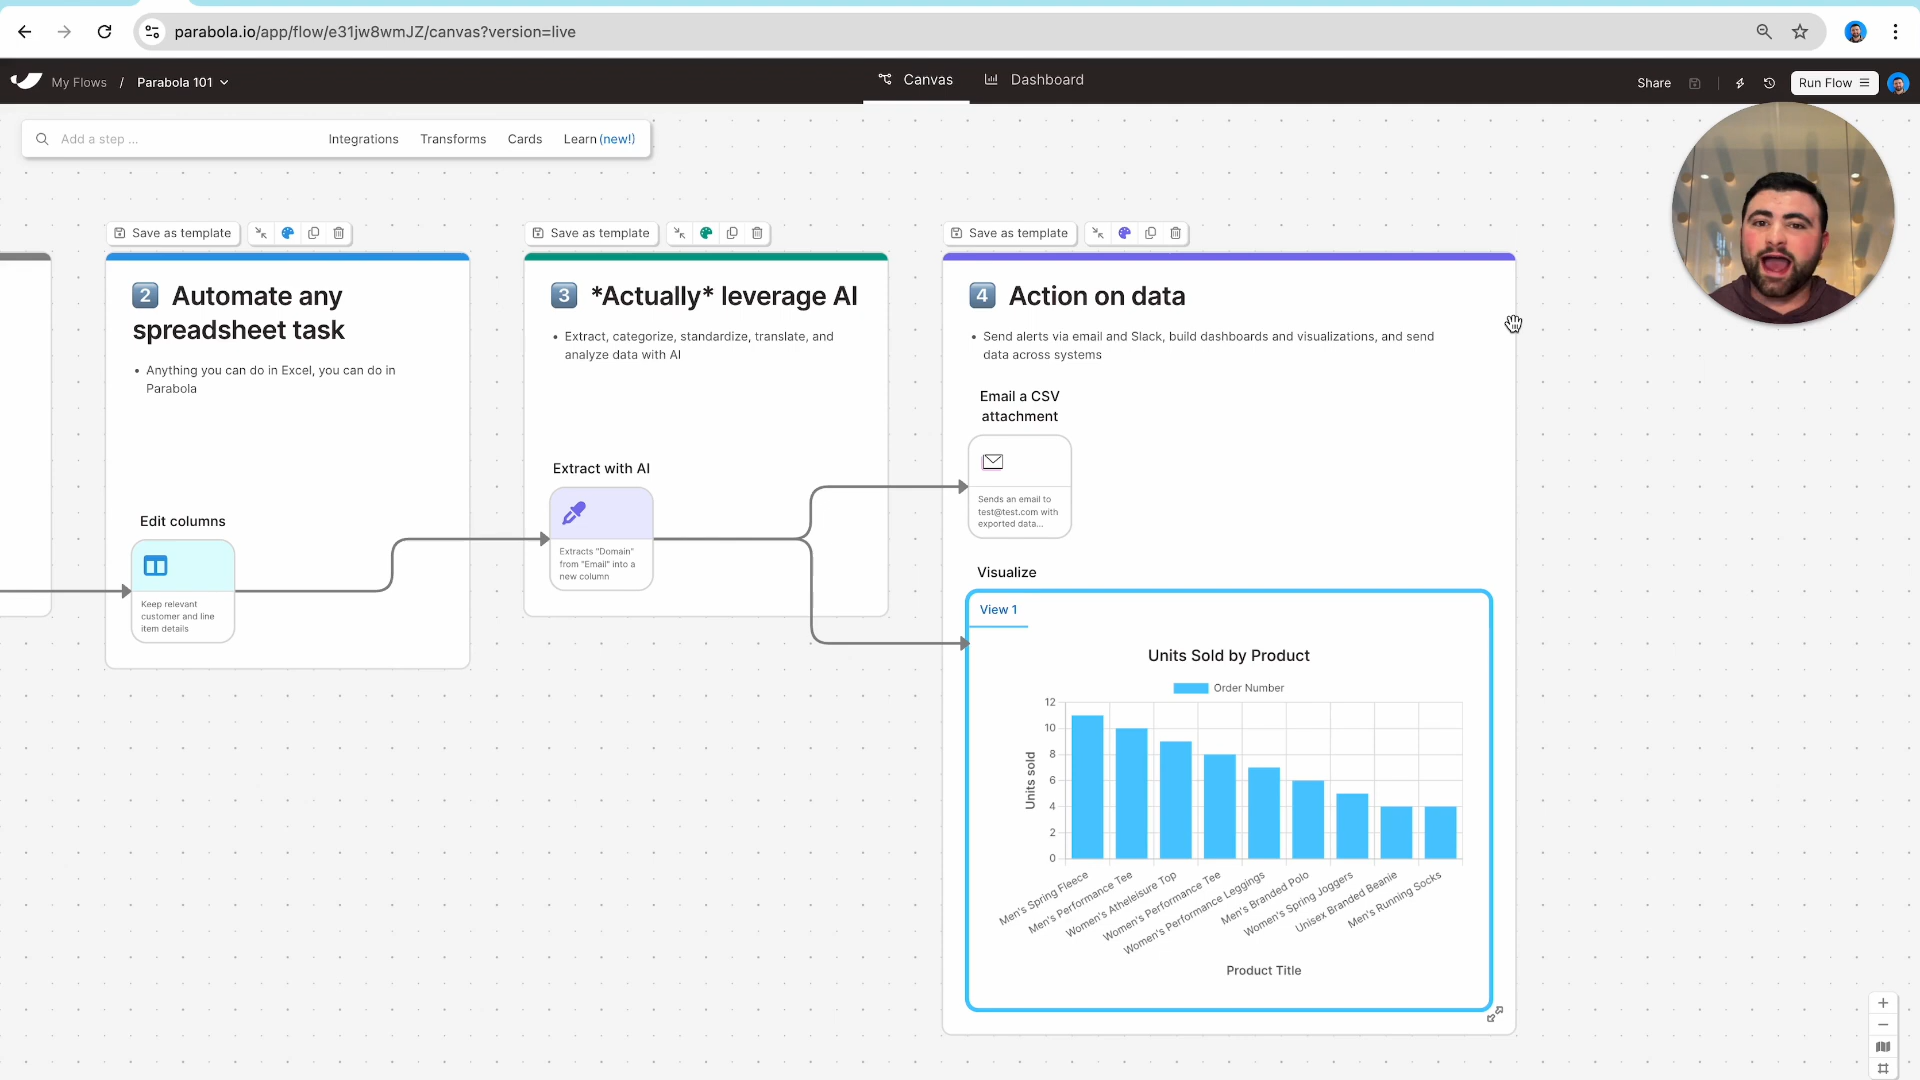 parabola.io/app/flow/e31jw8wmJZ/canvas?version=live
My Flows / Parabola 101
Canvas
Dashboard
Share
Run Flow
Add a step ...
Integrations
Transforms
Cards
Learn (new!)
Save as template
Save as template
Save as template
2 Automate any
spreadsheet task
• Anything you can do in Excel, you can do in
Parabola
Edit columns
Keep relevant
customer and line
item details
3 *Actually* leverage AI
• Extract, categorize, standardize, translate, and
analyze data with AI
Extract with AI
Extracts "Domain"
from "Email" into a
new column
4 Action on data
• Send alerts via email and Slack, build dashboards and visualizations, and send
data across systems
Email a CSV
attachment
Sends an email to
test@test.com with
exported data...
Visualize
View 1
Units Sold by Product
Order Number
Units sold
12
10
8
6
4
2
0
Men's Spring Fleece
Men's Performance Tee
Women's Atheleisure Top
Women's Performance Tee
Women's Performance Leggings
Men's Branded Polo
Women's Spring Joggers
Unisex Branded Beanie
Men's Running Socks
Product Title